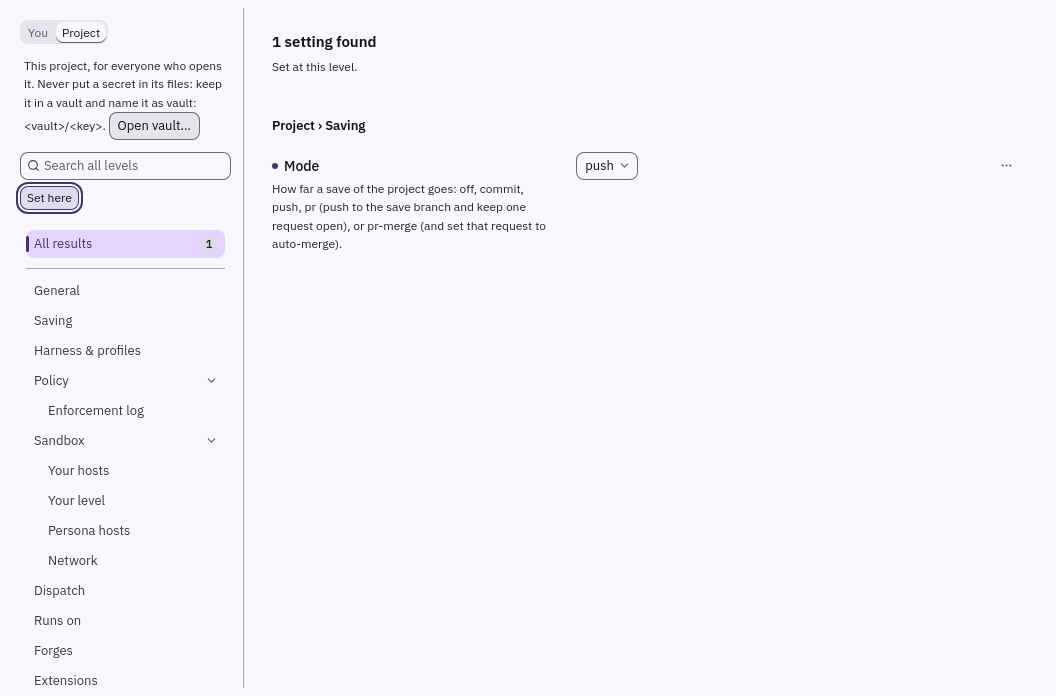 You Project
This project, for everyone who opens
it. Never put a secret in its files: keep
it in a vault and name it as vault:
<vault>/<key>. Open vault...
Search all levels
Set here
All results 1
General
Saving
Harness & profiles
Policy
Enforcement log
Sandbox
Your hosts
Your level
Persona hosts
Network
Dispatch
Runs on
Forges
Extensions
1 setting found
Set at this level.
Project › Saving
Mode
push
How far a save of the project goes: off, commit,
push, pr (push to the save branch and keep one
request open), or pr-merge (and set that request to
auto-merge).